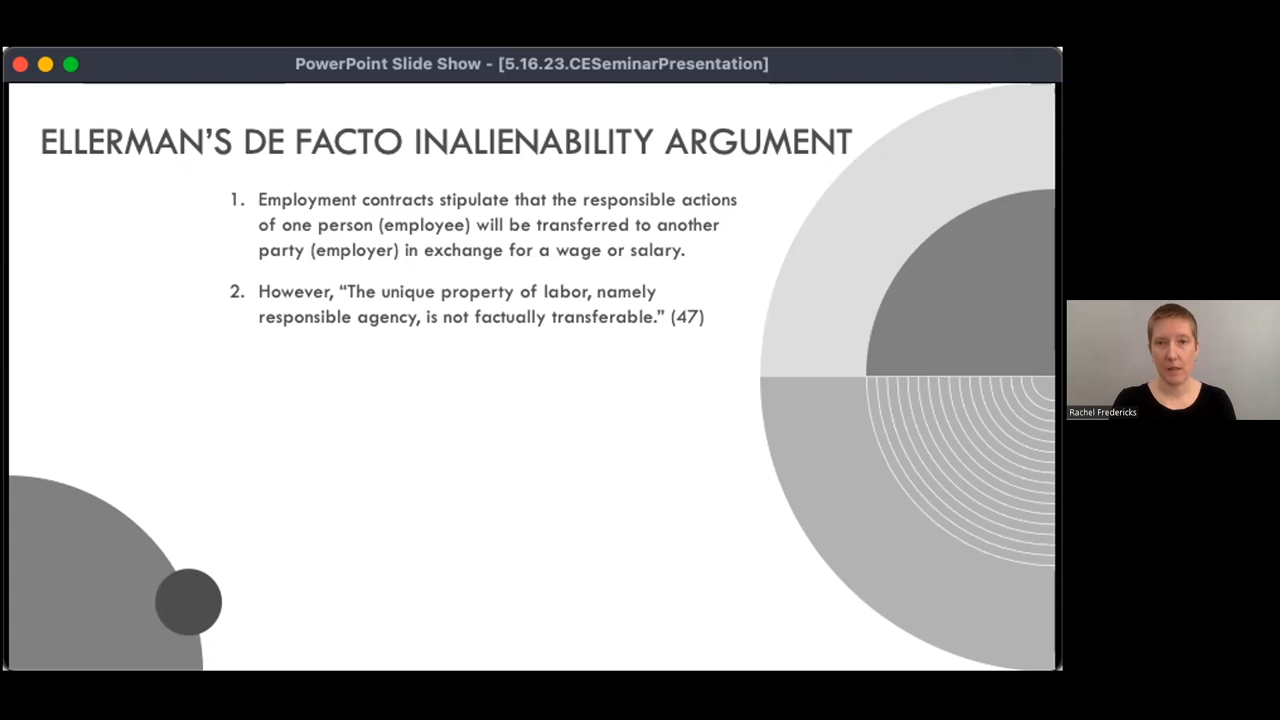 PowerPoint Slide Show - [5.16.23.CESeminarPresentation]
ELLERMAN’S DE FACTO INALIENABILITY ARGUMENT
1. Employment contracts stipulate that the responsible actions
of one person (employee) will be transferred to another
party (employer) in exchange for a wage or salary.
2. However, “The unique property of labor, namely
responsible agency, is not factually transferable.” (47)
Rachel Fredericks